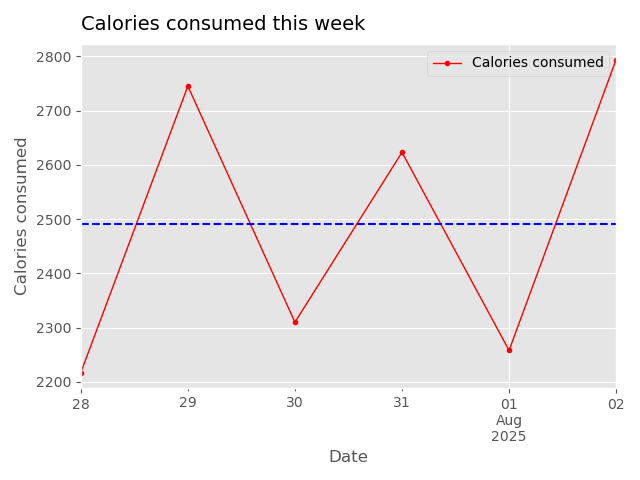 Calories consumed this week
Calories consumed
2800
2700
2600
2500
2400
2300
2200
Calories consumed
28 29 30 31 01 02
Aug
2025
Date